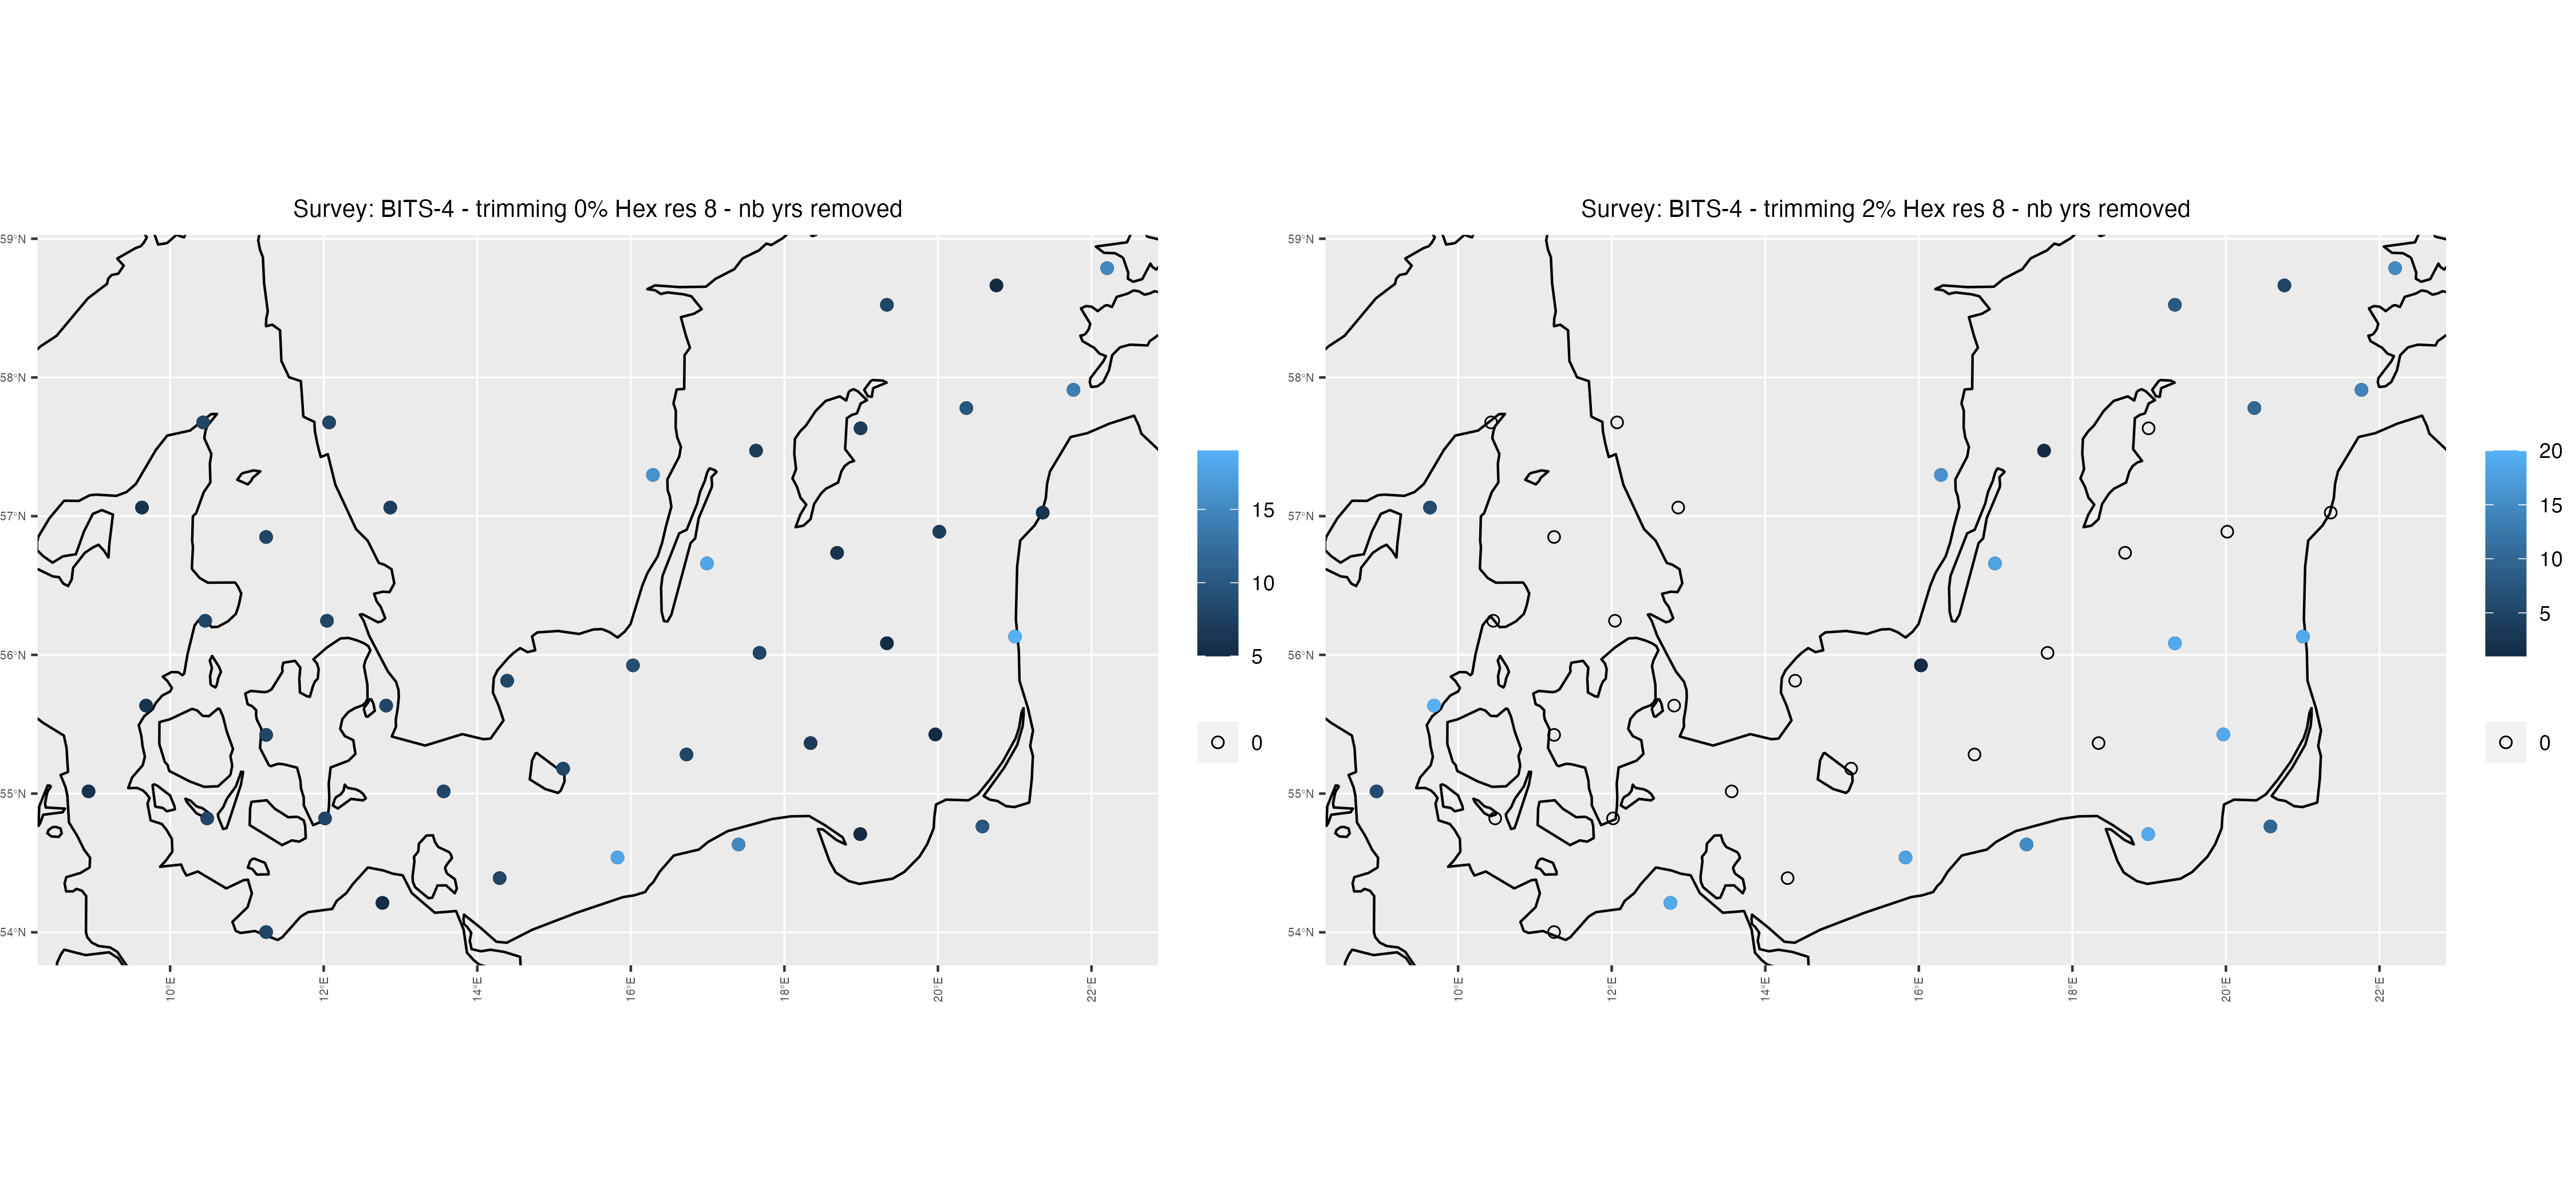 Survey: BITS-4 - trimming 0% Hex res 8 - nb yrs removed
59°N
58°N
57°N
56°N
55°N
54°N
10°E
12°E
14°E
16°E
18°E
20°E
22°E
15
10
5
0
Survey: BITS-4 - trimming 2% Hex res 8 - nb yrs removed
59°N
58°N
57°N
56°N
55°N
54°N
10°E
12°E
14°E
16°E
18°E
20°E
22°E
20
15
10
5
0